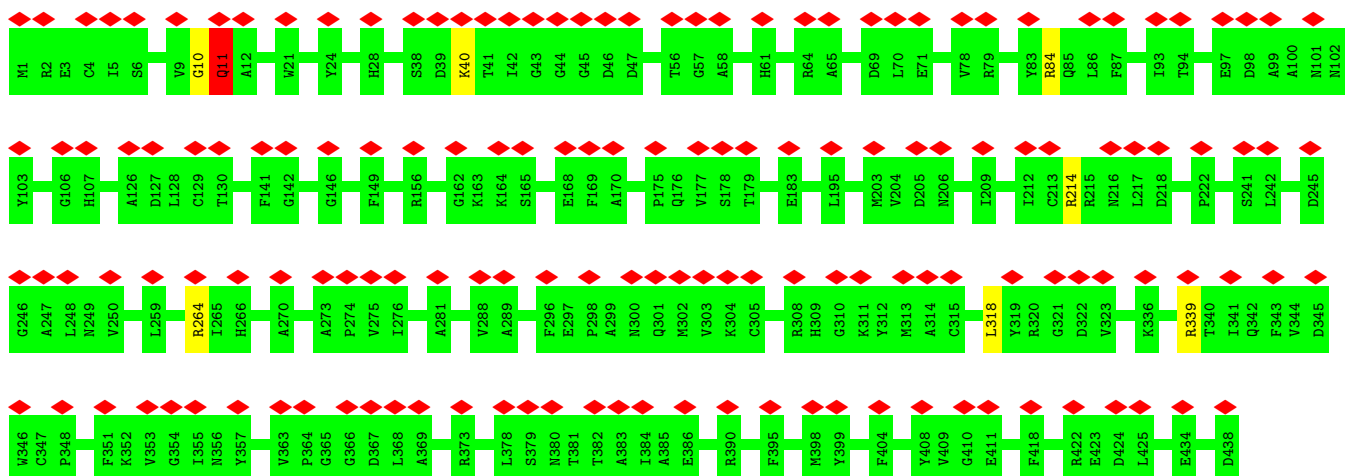 M1 R2 E3 C4 I5 S6 V9 G10 Q11 A12 W21 Y24 H28 S38 D39 K40 T41 I42 G43 G44 G45 D46 D47 T56 G57 A58 H61 R64 A65 D69 L70 E71 V78 R79 Y83 R84 Q85 L86 F87 I93 T94 E97 D98 A99 A100 N101 N102
Y103 G106 H107 A126 D127 L128 C129 T130 F141 G142 G146 F149 R156 G162 K163 K164 S165 E168 F169 A170 P175 Q176 V177 S178 T179 E183 L195 M203 V204 D205 N206 I209 I212 C213 R214 R215 N216 L217 D218 P222 S241 L242 D245
G246 A247 L248 N249 V250 L259 R264 I265 H266 A270 A273 P274 V275 I276 A281 V288 A289 F296 E297 P298 A299 N300 Q301 M302 V303 K304 C305 R308 H309 G310 K311 Y312 M313 A314 C315 L318 Y319 R320 G321 D322 V323 K336 R339 T340 I341 Q342 F343 V344 D345
W346 C347 P348 F351 K352 V353 G354 I355 N356 Y357 V363 P364 G365 G366 D367 L368 A369 R373 L378 S379 N380 T381 T382 A383 I384 A385 E386 R390 F395 M398 Y399 F404 Y408 V409 G410 E411 F418 R422 E423 D424 L425 E434 D438